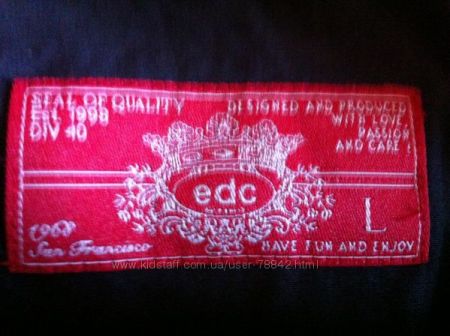 SEAL OF QUALITY
Est 1998
DIV 40
DESIGNED AND PRODUCED
WITH LOVE,
PASSION
AND CARE!
edc
1968
San Francisco
L
HAVE FUN AND ENJOY
www.kidstaff.com.ua/user-78842.html